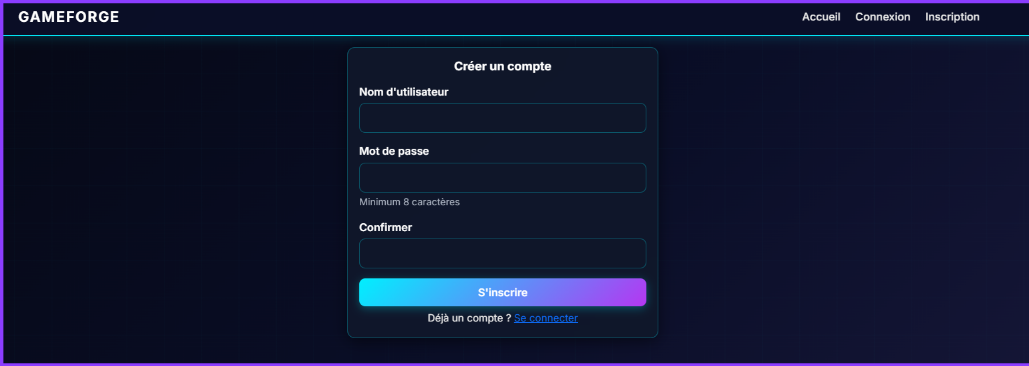 GAMEFORGE
Accueil Connexion Inscription
Créer un compte
Nom d'utilisateur
Mot de passe
Minimum 8 caractères
Confirmer
S'inscrire
Déjà un compte ? Se connecter